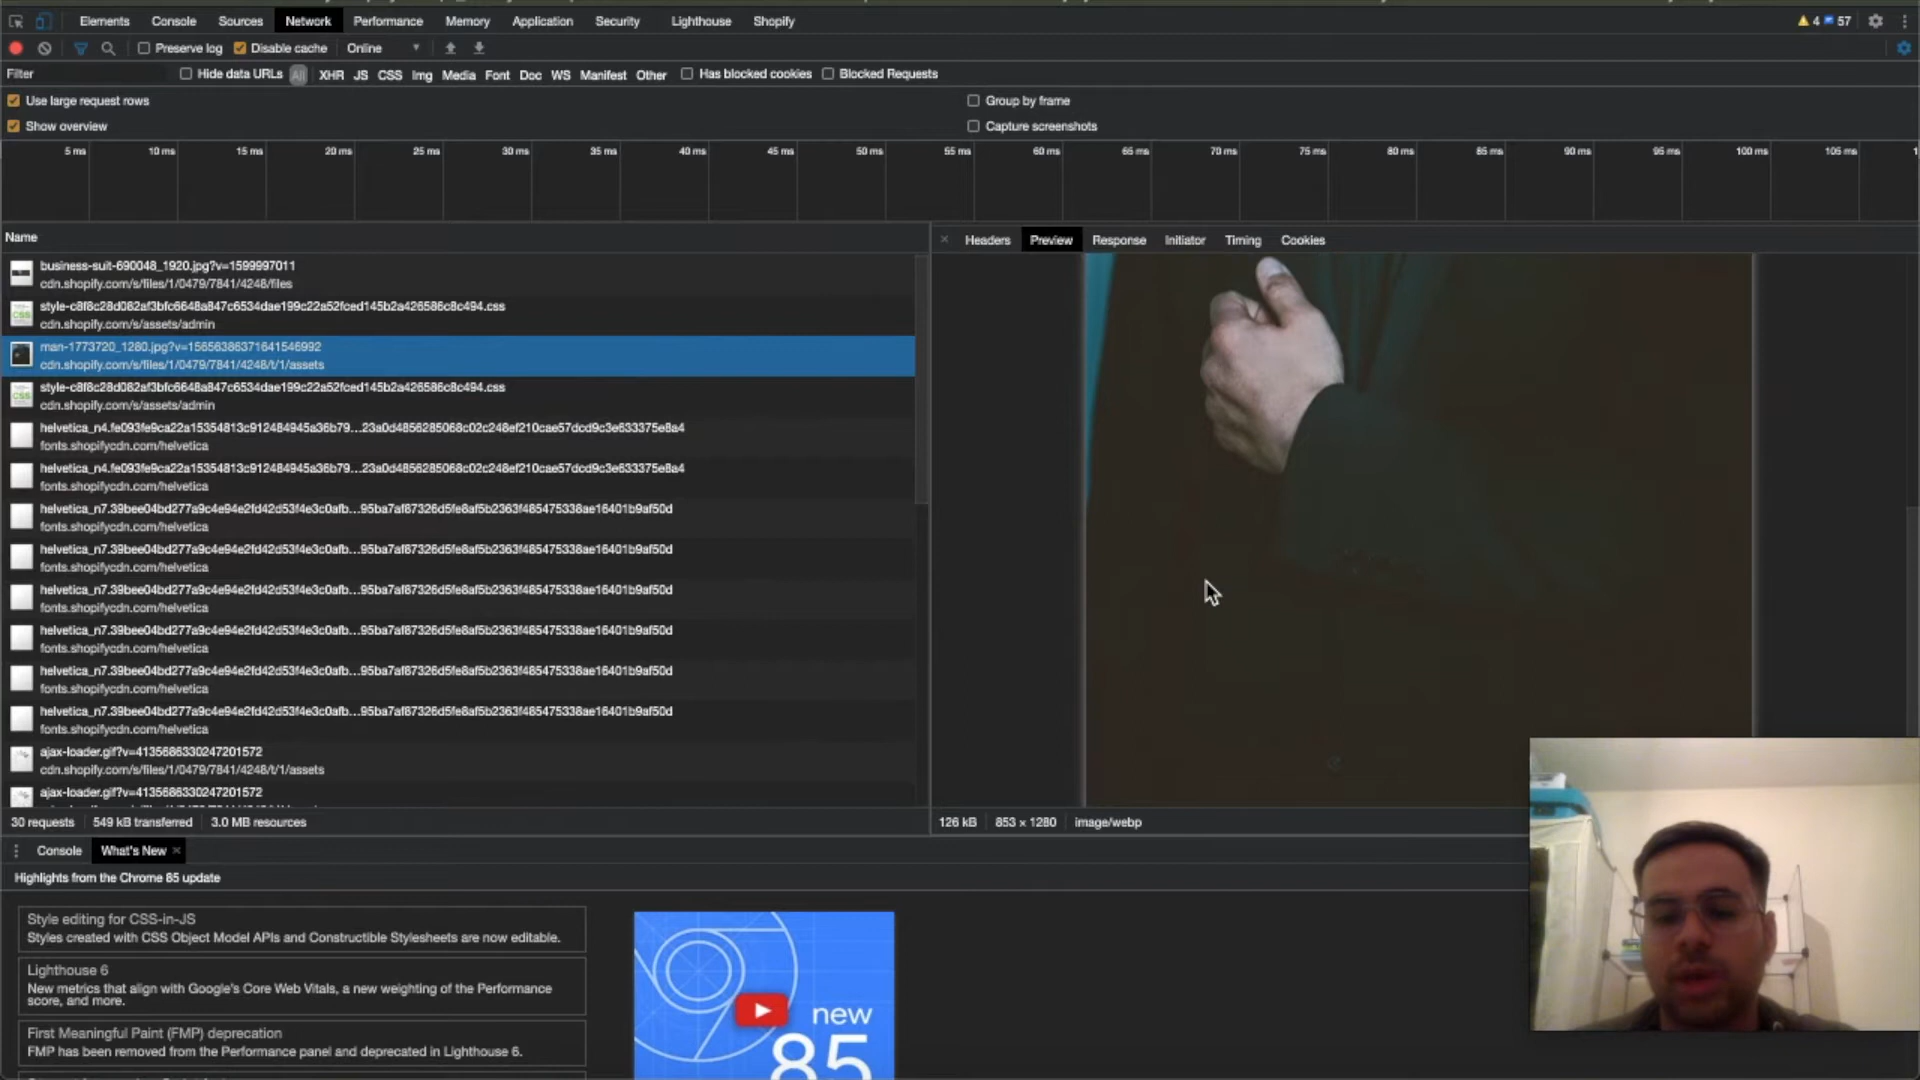 Elements Console Sources Network Performance Memory Application Security Lighthouse Shopify 4 57
Preserve log Disable cache Online
Filter Hide data URLs All XHR JS CSS Img Media Font Doc WS Manifest Other Has blocked cookies Blocked Requests
Use large request rows Group by frame
Show overview Capture screenshots
5 ms 10 ms 15 ms 20 ms 25 ms 30 ms 35 ms 40 ms 45 ms 50 ms 55 ms 60 ms 65 ms 70 ms 75 ms 80 ms 85 ms 90 ms 95 ms 100 ms 105 ms 1
Name
Headers Preview Response Initiator Timing Cookies
business-suit-690048_1920.jpg?v=1599997011
cdn.shopify.com/s/files/1/0479/7841/4248/files
style-c8f8c28d082af3bfc6648a847c6534dae199c22a52fced145b2a426586c8c494.css
cdn.shopify.com/s/assets/admin
man-1773720_1280.jpg?v=15656386371641546992
cdn.shopify.com/s/files/1/0479/7841/4248/t/1/assets
style-c8f8c28d082af3bfc6648a847c6534dae199c22a52fced145b2a426586c8c494.css
cdn.shopify.com/s/assets/admin
helvetica_n4.fe093fe9ca22a15354813c912484945a36b79...23a0d4856285068c02c248ef210cae57dcd9c3e633375e8a4
fonts.shopifycdn.com/helvetica
helvetica_n4.fe093fe9ca22a15354813c912484945a36b79...23a0d4856285068c02c248ef210cae57dcd9c3e633375e8a4
fonts.shopifycdn.com/helvetica
helvetica_n7.39bee04bd277a9c4e94e2fd42d53f4e3c0afb...95ba7af87326d5fe8af5b2363f485475338ae16401b9af50d
fonts.shopifycdn.com/helvetica
helvetica_n7.39bee04bd277a9c4e94e2fd42d53f4e3c0afb...95ba7af87326d5fe8af5b2363f485475338ae16401b9af50d
fonts.shopifycdn.com/helvetica
helvetica_n7.39bee04bd277a9c4e94e2fd42d53f4e3c0afb...95ba7af87326d5fe8af5b2363f485475338ae16401b9af50d
fonts.shopifycdn.com/helvetica
helvetica_n7.39bee04bd277a9c4e94e2fd42d53f4e3c0afb...95ba7af87326d5fe8af5b2363f485475338ae16401b9af50d
fonts.shopifycdn.com/helvetica
helvetica_n7.39bee04bd277a9c4e94e2fd42d53f4e3c0afb...95ba7af87326d5fe8af5b2363f485475338ae16401b9af50d
fonts.shopifycdn.com/helvetica
helvetica_n7.39bee04bd277a9c4e94e2fd42d53f4e3c0afb...95ba7af87326d5fe8af5b2363f485475338ae16401b9af50d
fonts.shopifycdn.com/helvetica
ajax-loader.gif?v=4135686330247201572
cdn.shopify.com/s/files/1/0479/7841/4248/t/1/assets
ajax-loader.gif?v=4135686330247201572
30 requests 549 kB transferred 3.0 MB resources
126 kB 853 × 1280 image/webp
Console What's New
Highlights from the Chrome 85 update
Style editing for CSS-in-JS
Styles created with CSS Object Model APIs and Constructible Stylesheets are now editable.
Lighthouse 6
New metrics that align with Google's Core Web Vitals, a new weighting of the Performance
score, and more.
First Meaningful Paint (FMP) deprecation
FMP has been removed from the Performance panel and deprecated in Lighthouse 6.
new
85